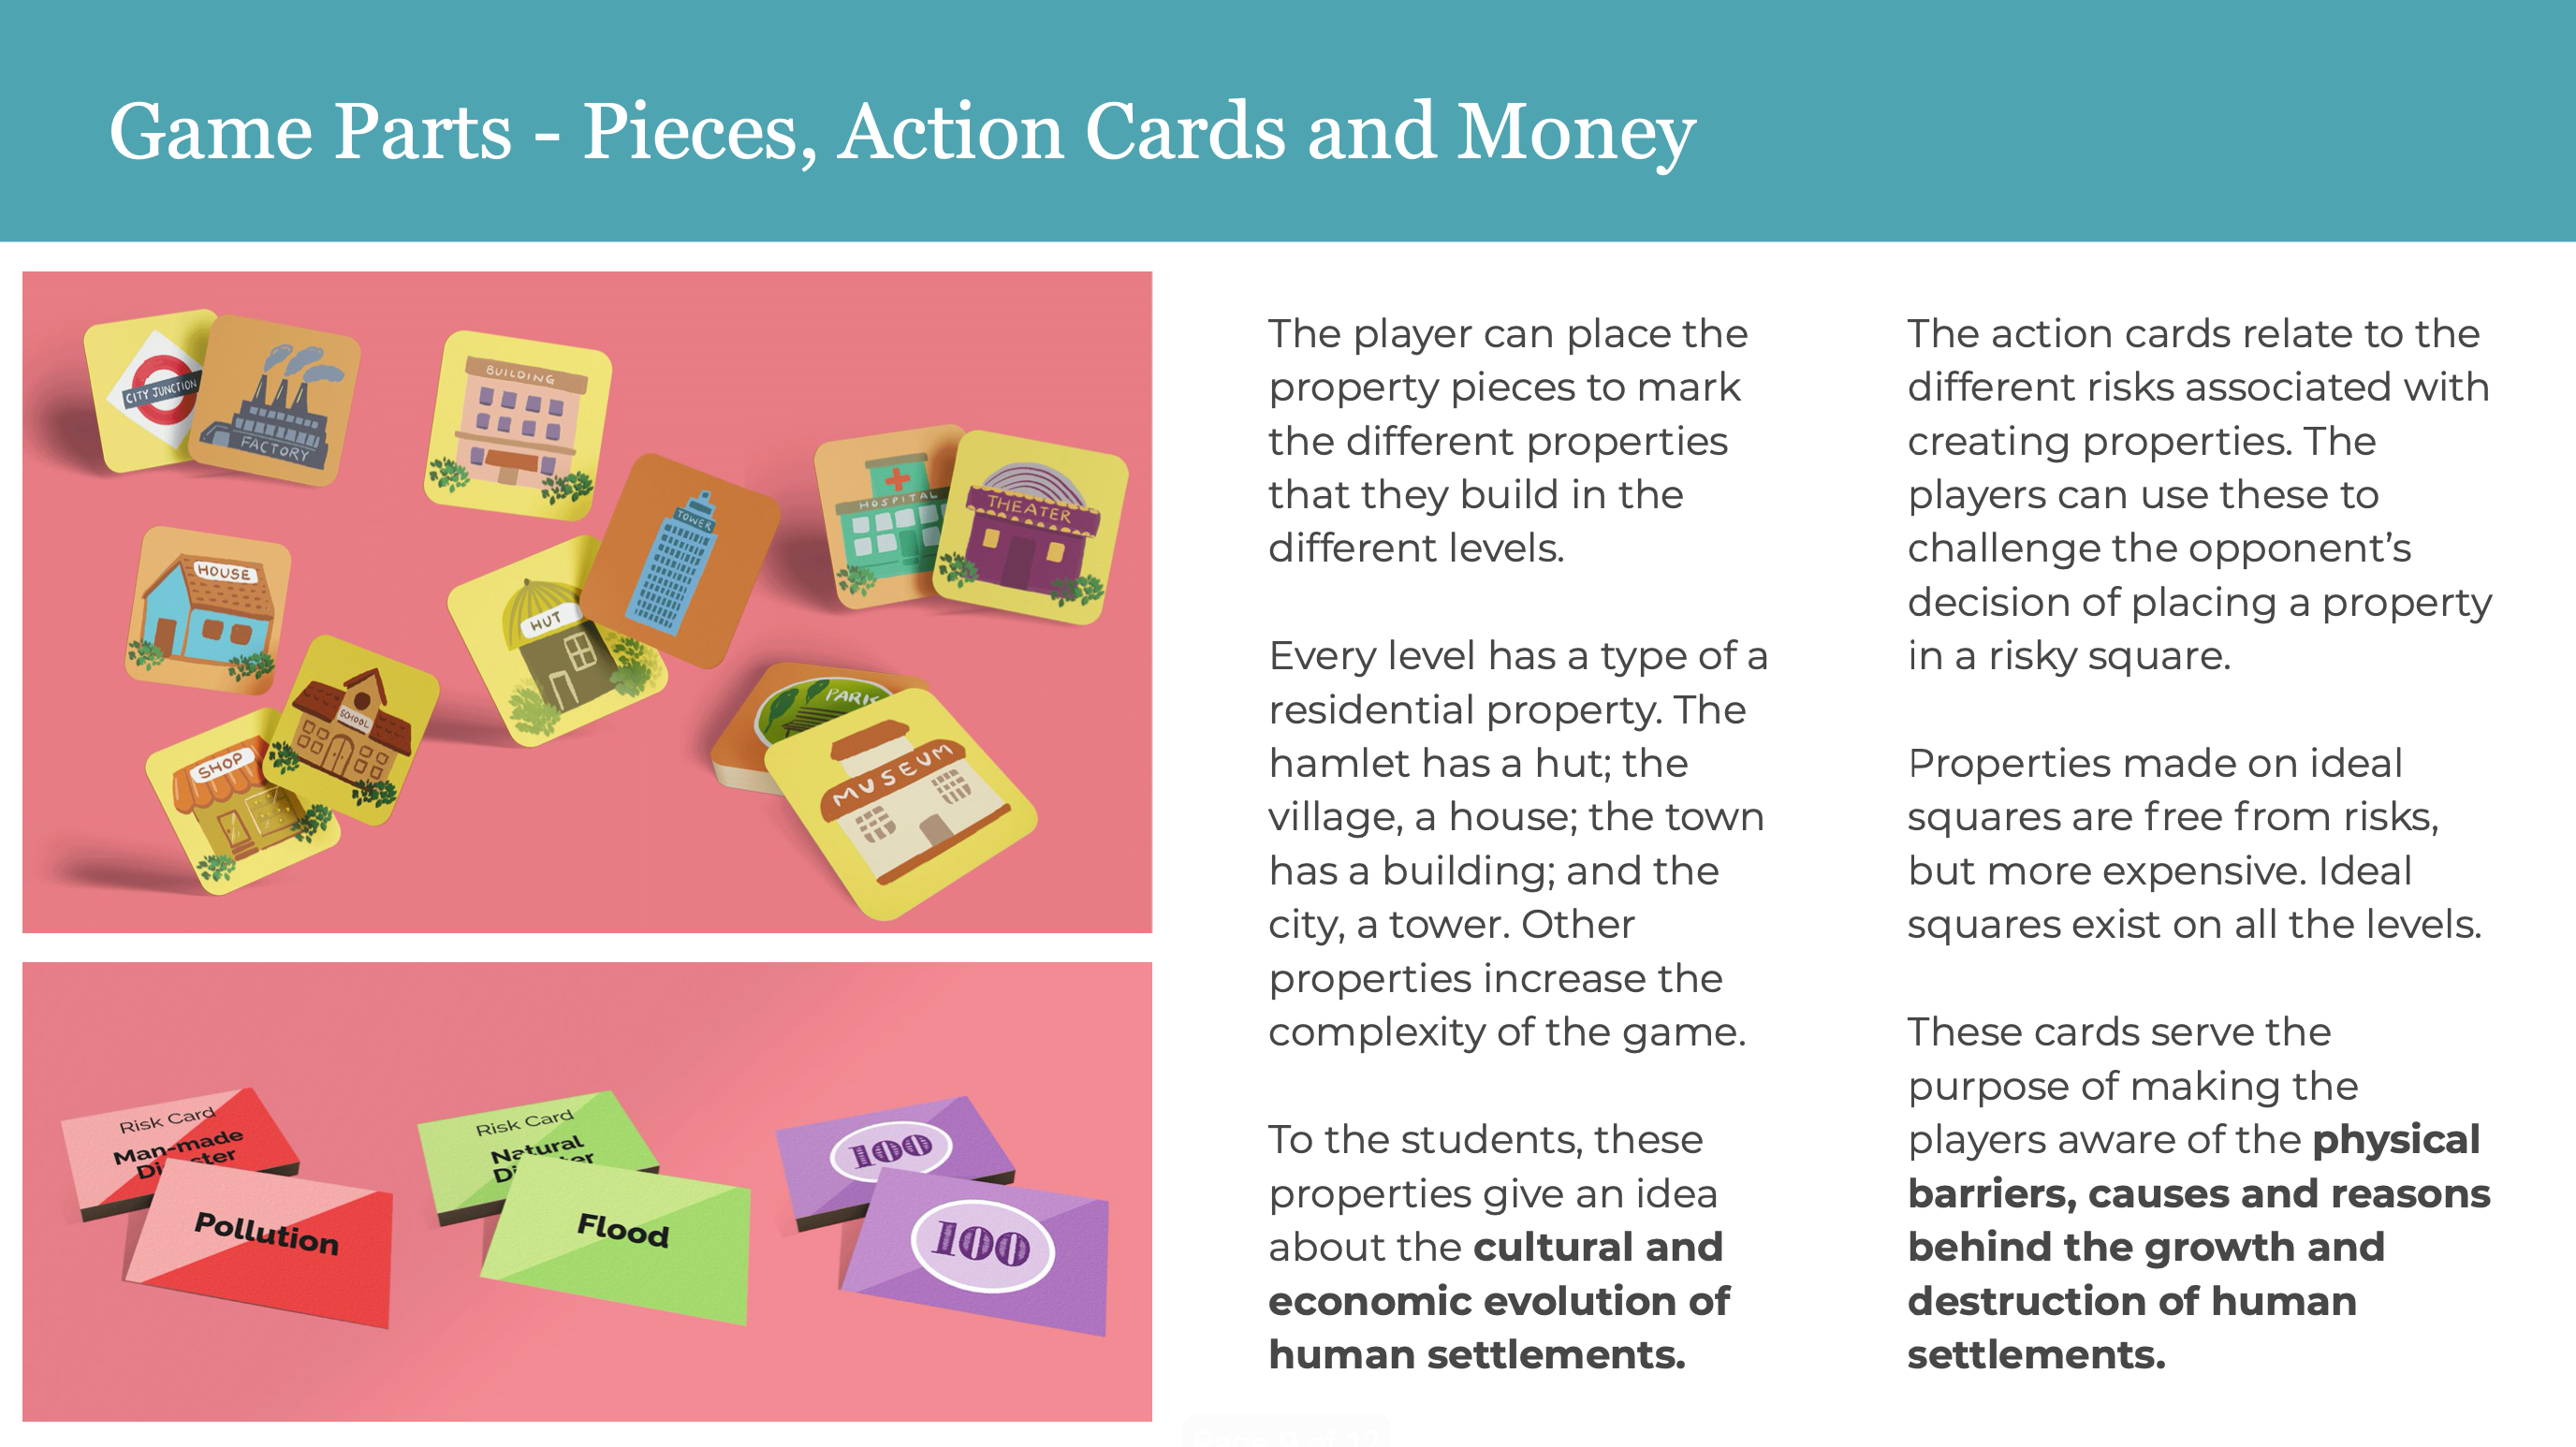 Game Parts - Pieces, Action Cards and Money
CITY JUNCTION
FACTORY
BUILDING
HOSPITAL
THEATER
TOWER
HOUSE
HUT
SCHOOL
SHOP
PARK
MUSEUM
Risk Card
Man-made
Pollution
Risk Card
Natural
Flood
100
100
The player can place the
property pieces to mark
the different properties
that they build in the
different levels.
Every level has a type of a
residential property. The
hamlet has a hut; the
village, a house; the town
has a building; and the
city, a tower. Other
properties increase the
complexity of the game.
To the students, these
properties give an idea
about the cultural and
economic evolution of
human settlements.
The action cards relate to the
different risks associated with
creating properties. The
players can use these to
challenge the opponent’s
decision of placing a property
in a risky square.
Properties made on ideal
squares are free from risks,
but more expensive. Ideal
squares exist on all the levels.
These cards serve the
purpose of making the
players aware of the physical
barriers, causes and reasons
behind the growth and
destruction of human
settlements.